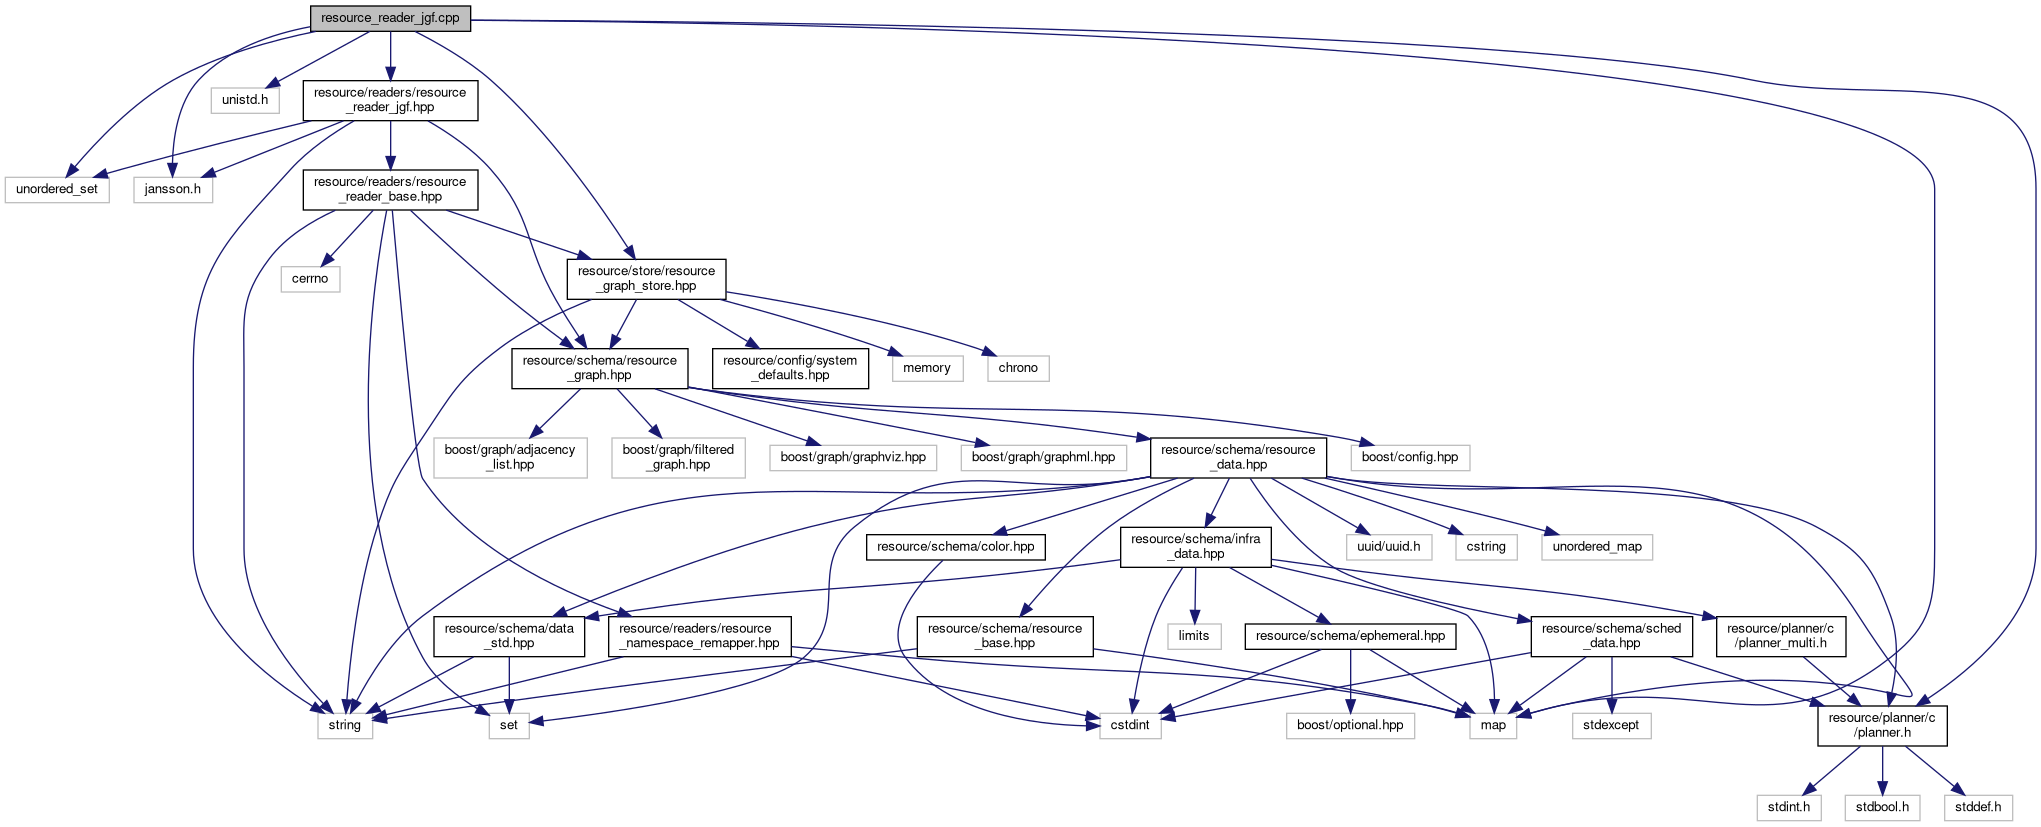 resource_reader_jgf.cpp
unistd.h
resource/readers/resource
_reader_jgf.hpp
unordered_set
jansson.h
resource/readers/resource
_reader_base.hpp
cerrno
resource/store/resource
_graph_store.hpp
resource/schema/resource
_graph.hpp
resource/config/system
_defaults.hpp
memory
chrono
boost/graph/adjacency
_list.hpp
boost/graph/filtered
_graph.hpp
boost/graph/graphviz.hpp
boost/graph/graphml.hpp
resource/schema/resource
_data.hpp
boost/config.hpp
resource/schema/color.hpp
resource/schema/infra
_data.hpp
uuid/uuid.h
cstring
unordered_map
resource/schema/data
_std.hpp
resource/readers/resource
_namespace_remapper.hpp
resource/schema/resource
_base.hpp
limits
resource/schema/ephemeral.hpp
resource/schema/sched
_data.hpp
resource/planner/c
/planner_multi.h
string
set
cstdint
boost/optional.hpp
map
stdexcept
resource/planner/c
/planner.h
stdint.h
stdbool.h
stddef.h